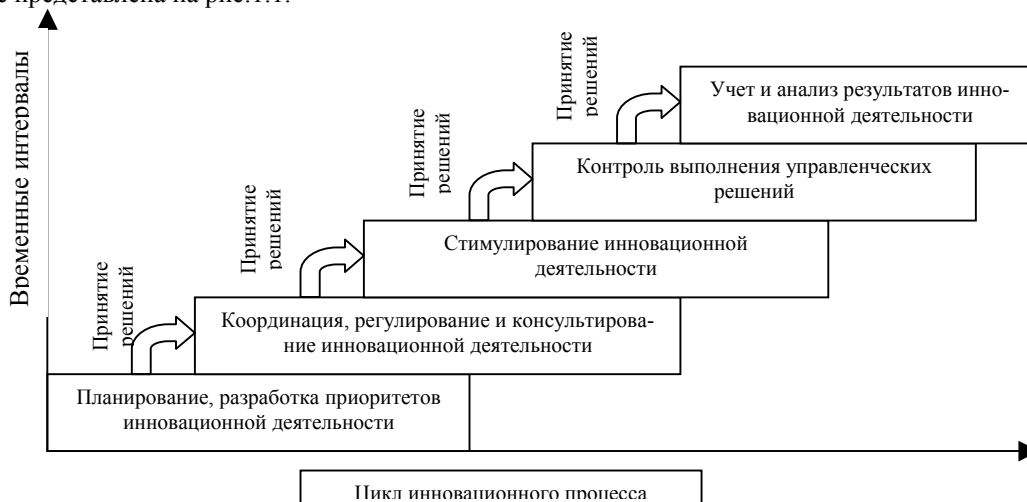 представлена на рис.1.1.
Временные интервалы
Принятие
решений
Учет и анализ результатов инно-
вационной деятельности
Принятие
решений
Контроль выполнения управленческих
решений
Принятие
решений
Стимулирование инновационной
деятельности
Принятие
решений
Координация, регулирование и консультирова-
ние инновационной деятельности
Планирование, разработка приоритетов
инновационной деятельности
Цикл инновационного процесса